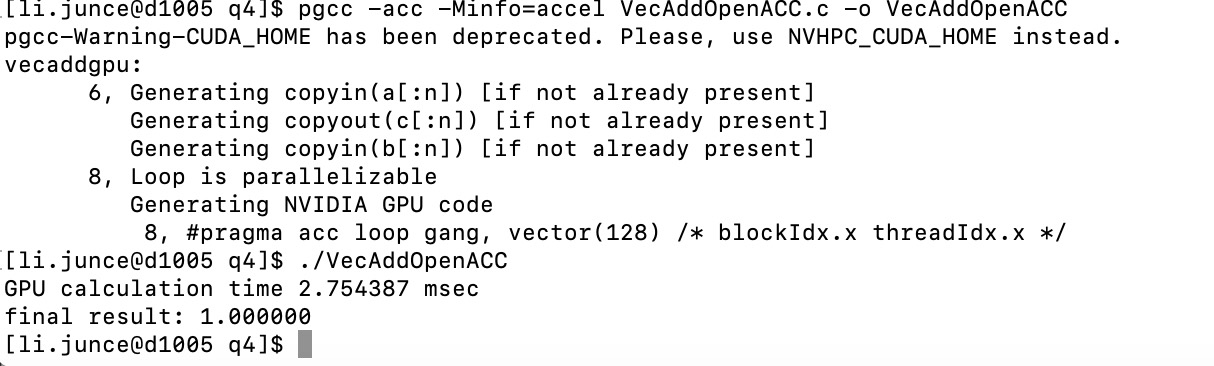 [li.junce@d1005 q4]$ pgcc -acc -Minfo=accel VecAddOpenACC.c -o VecAddOpenACC
pgcc-Warning-CUDA_HOME has been deprecated. Please, use NVHPC_CUDA_HOME instead.
vecaddgpu:
      6, Generating copyin(a[:n]) [if not already present]
         Generating copyout(c[:n]) [if not already present]
         Generating copyin(b[:n]) [if not already present]
      8, Loop is parallelizable
         Generating NVIDIA GPU code
          8, #pragma acc loop gang, vector(128) /* blockIdx.x threadIdx.x */
[li.junce@d1005 q4]$ ./VecAddOpenACC
GPU calculation time 2.754387 msec
final result: 1.000000
[li.junce@d1005 q4]$